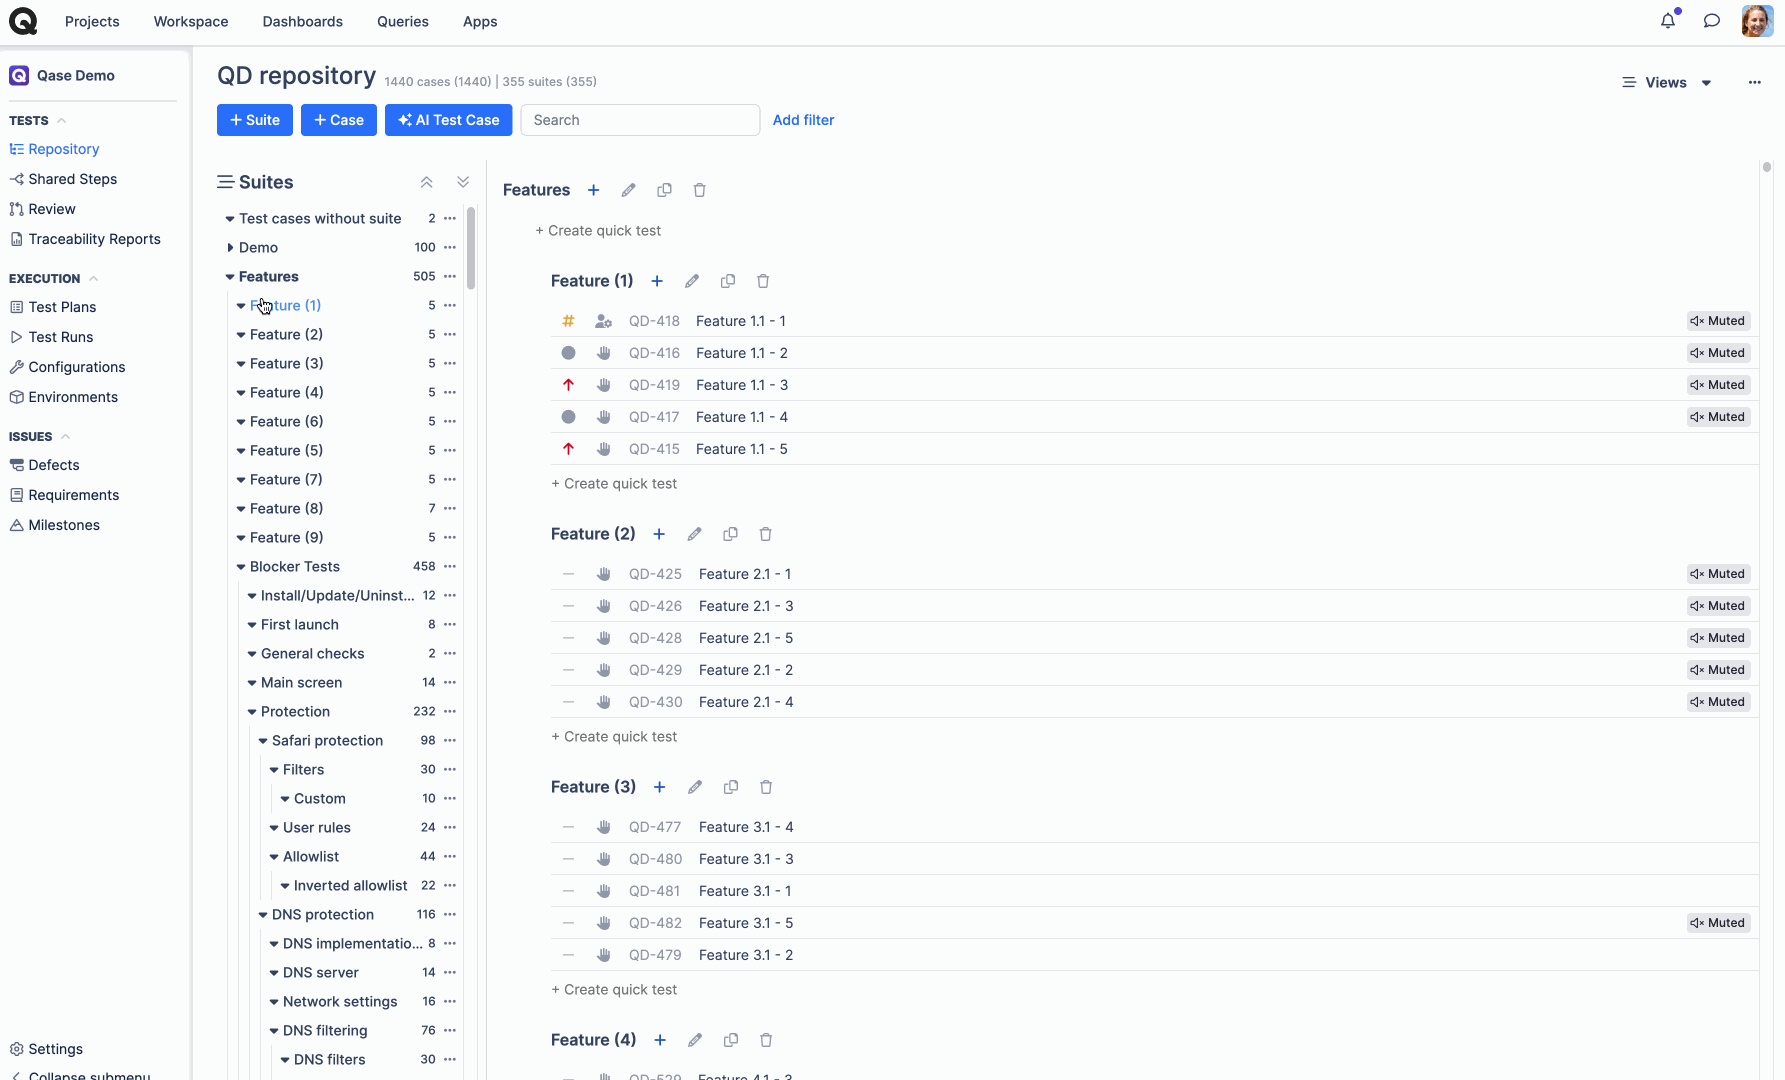 Projects Workspace Dashboards Queries Apps
Qase Demo
TESTS
Repository
Shared Steps
Review
Traceability Reports
EXECUTION
Test Plans
Test Runs
Configurations
Environments
ISSUES
Defects
Requirements
Milestones
Settings
Collapse submenu
QD repository 1440 cases (1440) | 355 suites (355)
Views
+ Suite + Case AI Test Case Search Add filter
Suites
Test cases without suite 2
Demo 100
Features 505
Feature (1) 5
Feature (2) 5
Feature (3) 5
Feature (4) 5
Feature (6) 5
Feature (5) 5
Feature (7) 5
Feature (8) 7
Feature (9) 5
Blocker Tests 458
Install/Update/Uninst... 12
First launch 8
General checks 2
Main screen 14
Protection 232
Safari protection 98
Filters 30
Custom 10
User rules 24
Allowlist 44
Inverted allowlist 22
DNS protection 116
DNS implementatio... 8
DNS server 14
Network settings 16
DNS filtering 76
DNS filters 30
Features
+ Create quick test
Feature (1)
QD-418 Feature 1.1 - 1 Muted
QD-416 Feature 1.1 - 2 Muted
QD-419 Feature 1.1 - 3 Muted
QD-417 Feature 1.1 - 4 Muted
QD-415 Feature 1.1 - 5
+ Create quick test
Feature (2)
QD-425 Feature 2.1 - 1 Muted
QD-426 Feature 2.1 - 3 Muted
QD-428 Feature 2.1 - 5 Muted
QD-429 Feature 2.1 - 2 Muted
QD-430 Feature 2.1 - 4 Muted
+ Create quick test
Feature (3)
QD-477 Feature 3.1 - 4
QD-480 Feature 3.1 - 3
QD-481 Feature 3.1 - 1
QD-482 Feature 3.1 - 5 Muted
QD-479 Feature 3.1 - 2
+ Create quick test
Feature (4)
QD-529 Feature 4.1 - 3